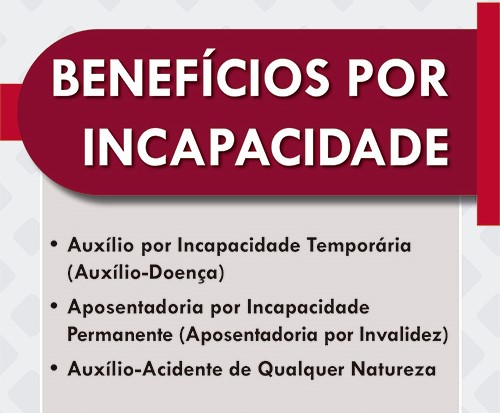 BENEFÍCIOS POR
INCAPACIDADE
• Auxílio por Incapacidade Temporária
(Auxílio-Doença)
• Aposentadoria por Incapacidade
Permanente (Aposentadoria por Invalidez)
• Auxílio-Acidente de Qualquer Natureza